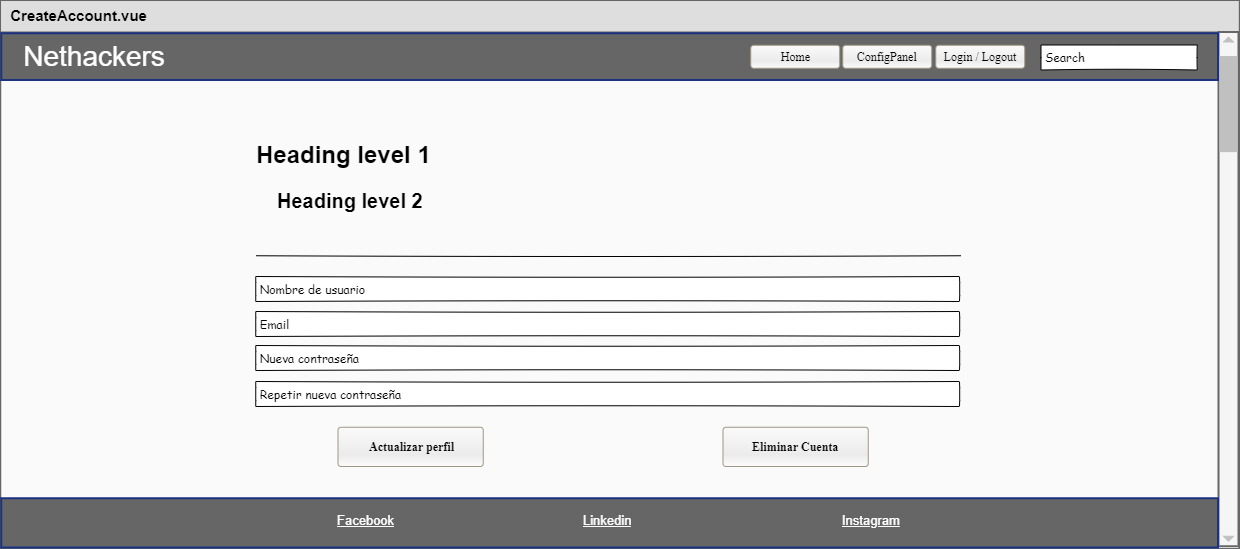 CreateAccount.vue
Nethackers
Home ConfigPanel Login / Logout Search
Heading level 1
Heading level 2
Nombre de usuario
Email
Nueva contraseña
Repetir nueva contraseña
Actualizar perfil Eliminar Cuenta
Facebook Linkedin Instagram